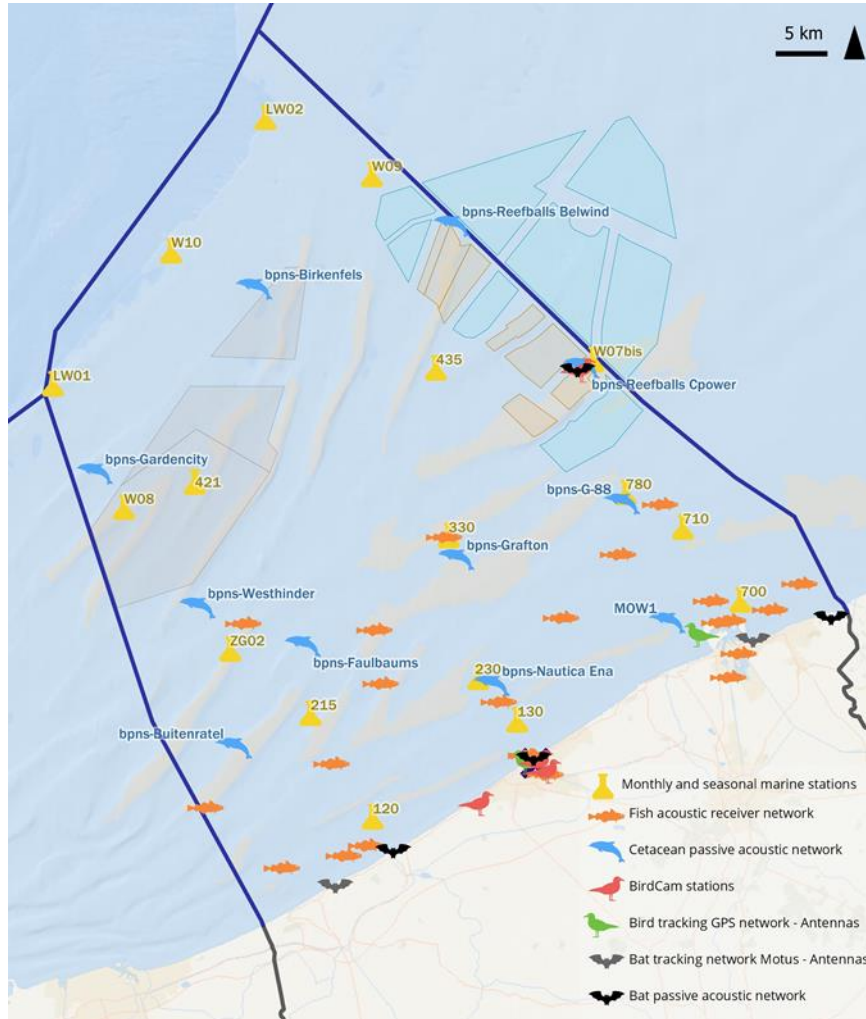 5 km
LW02
W09
bpns-Reefballs Belwind
W10
bpns-Birkenfels
W07bis
435
LW01
bpns-Reefballs Cpower
bpns-Gardencity
421
780
bpns-G-88
W08
710
330
bpns-Grafton
bpns-Westhinder
700
MOW1
ZG02
bpns-Faulbaums
230
bpns-Nautica Ena
215
130
bpns-Buitenratel
120
Monthly and seasonal marine stations
Fish acoustic receiver network
Cetacean passive acoustic network
BirdCam stations
Bird tracking GPS network - Antennas
Bat tracking network Motus - Antennas
Bat passive acoustic network